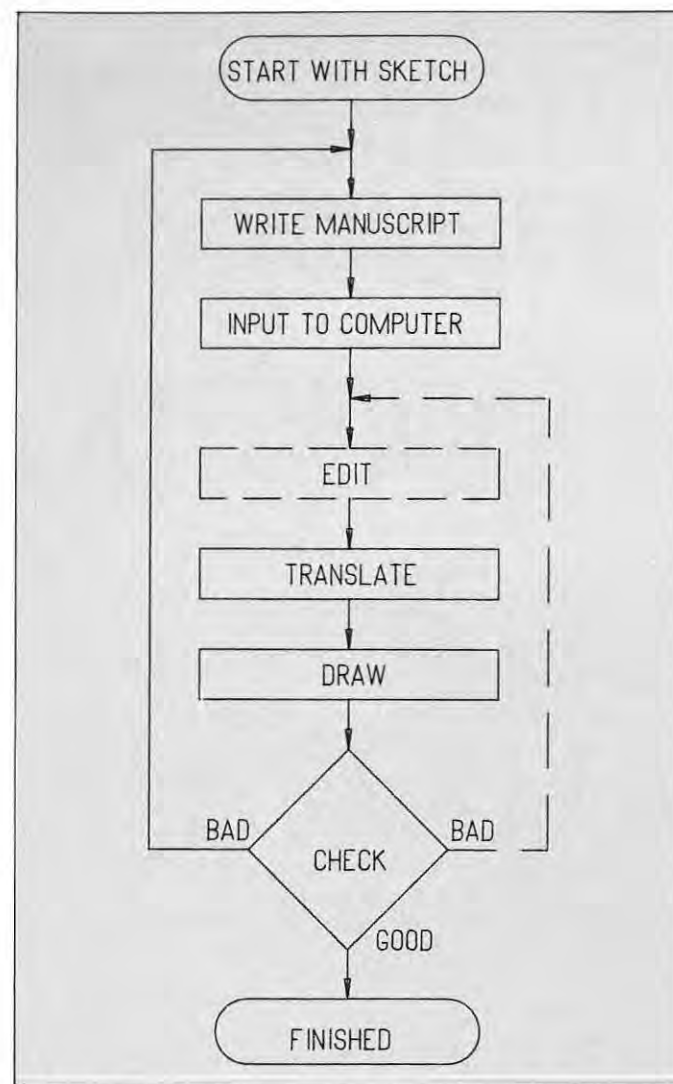 START WITH SKETCH
WRITE MANUSCRIPT
INPUT TO COMPUTER
EDIT
TRANSLATE
DRAW
BAD
CHECK
BAD
GOOD
FINISHED